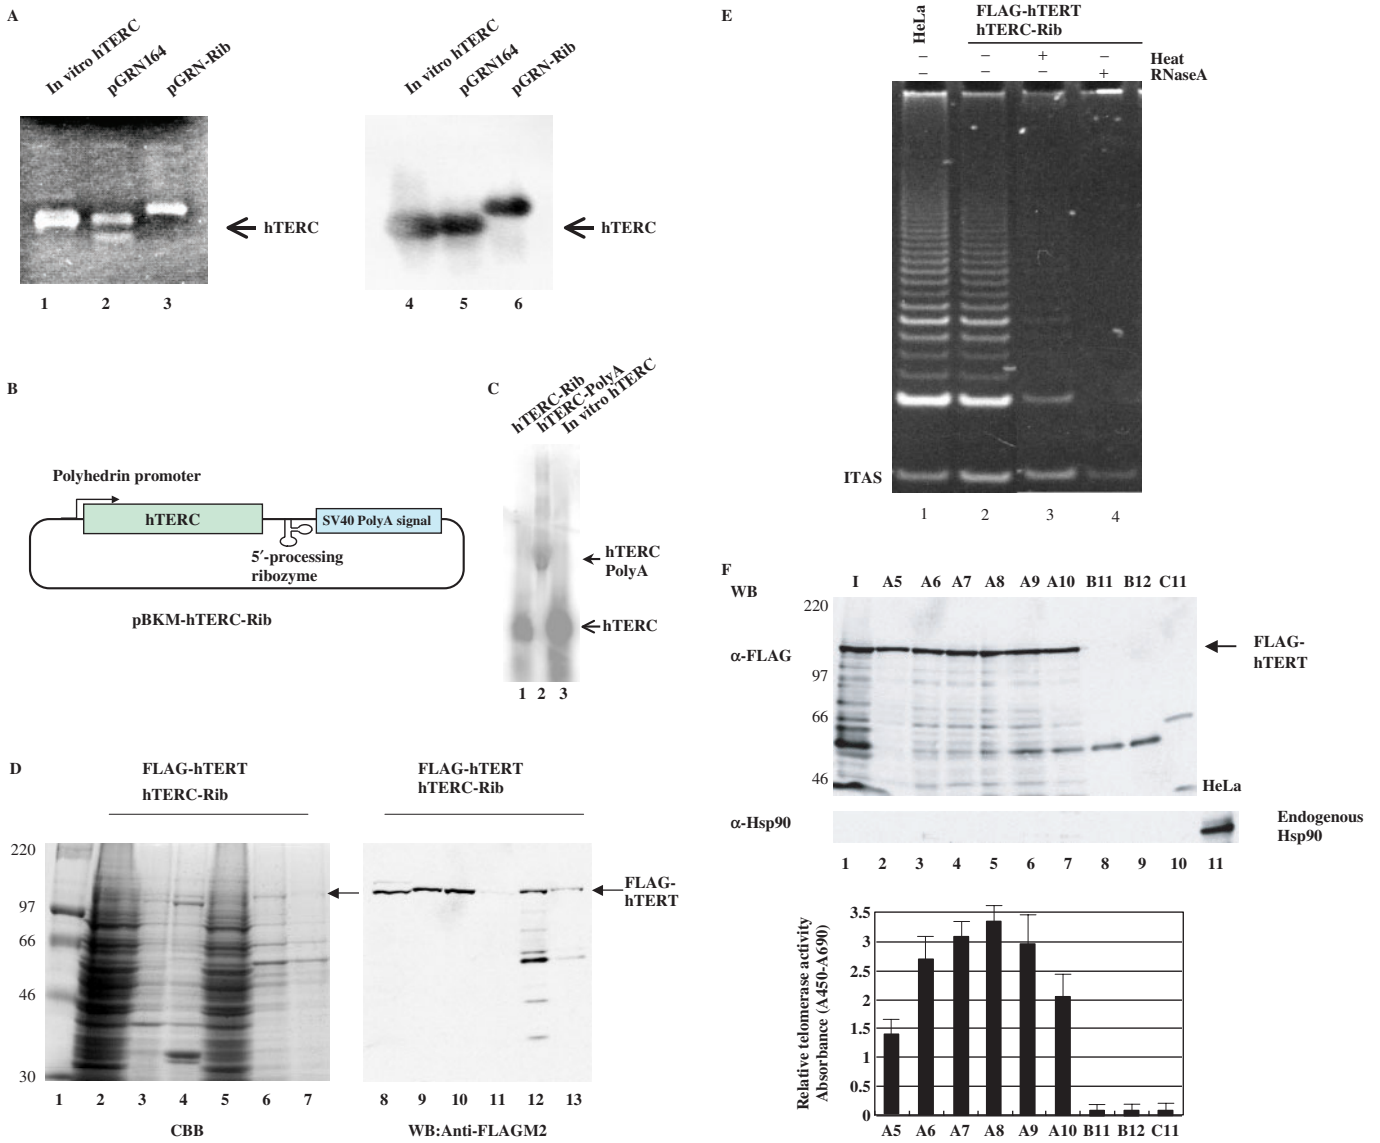 A
In vitro hTERC
pGRN164
pGRN-Rib
hTERC
1 2 3
In vitro hTERC
pGRN164
pGRN-Rib
hTERC
4 5 6
B
Polyhedrin promoter
hTERC
SV40 PolyA signal
5′-processing
ribozyme
pBKM-hTERC-Rib
C
hTERC-Rib
hTERC-PolyA
In vitro hTERC
hTERC
PolyA
hTERC
1 2 3
D
FLAG-hTERT
hTERC-Rib
220
97
66
46
30
1 2 3 4 5 6 7
CBB
FLAG-hTERT
hTERC-Rib
FLAG-
hTERT
8 9 10 11 12 13
WB:Anti-FLAGM2
E
HeLa
FLAG-hTERT
hTERC-Rib
− − + − Heat
− − − + RNaseA
ITAS
1 2 3 4
F
WB
I A5 A6 A7 A8 A9 A10 B11 B12 C11
220
α-FLAG
97
66
46
FLAG-
hTERT
HeLa
α-Hsp90
Endogenous
Hsp90
1 2 3 4 5 6 7 8 9 10 11
Relative telomerase activity
Absorbance (A450-A690)
3.5
3
2.5
2
1.5
1
0.5
0
A5 A6 A7 A8 A9 A10 B11 B12 C11